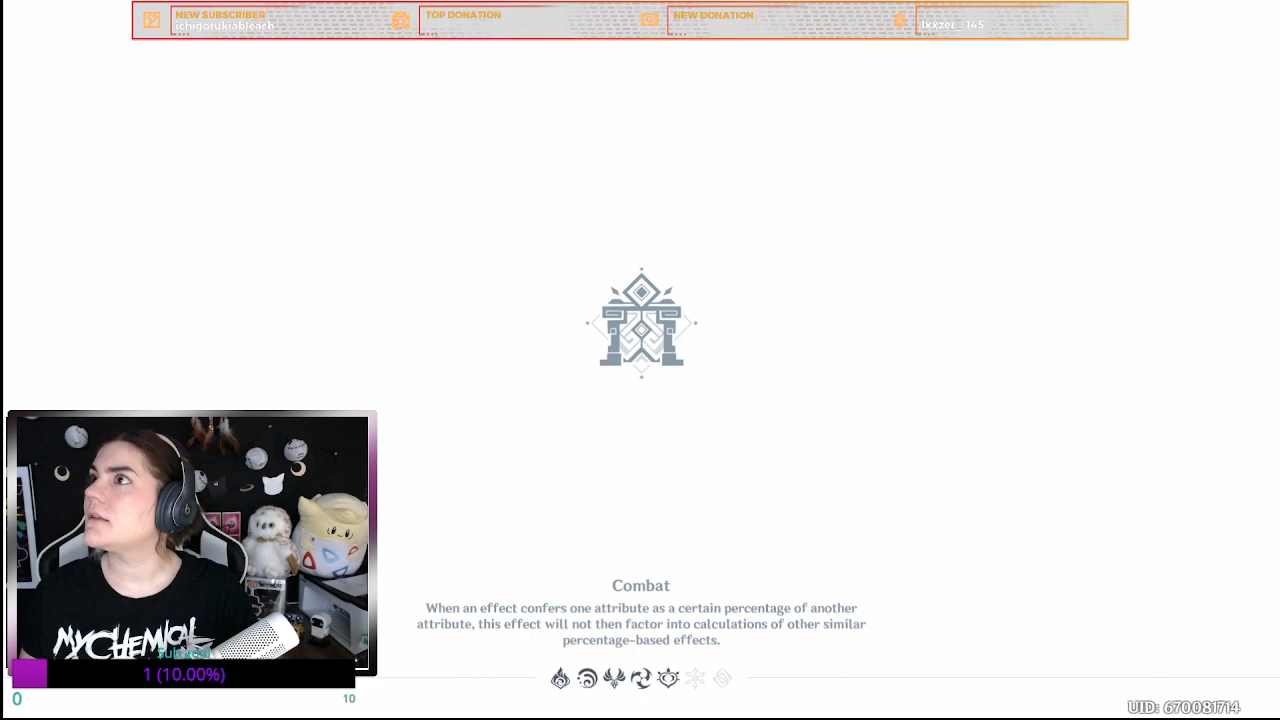 NEW SUBSCRIBER
ichigorukiableach
TOP DONATION
NEW DONATION
Combat
When an effect confers one attribute as a certain percentage of another
attribute, this effect will not then factor into calculations of other similar
percentage-based effects.
MY CHEMICAL
Sub goal
1 (10.00%)
0
10
UID: 670081714